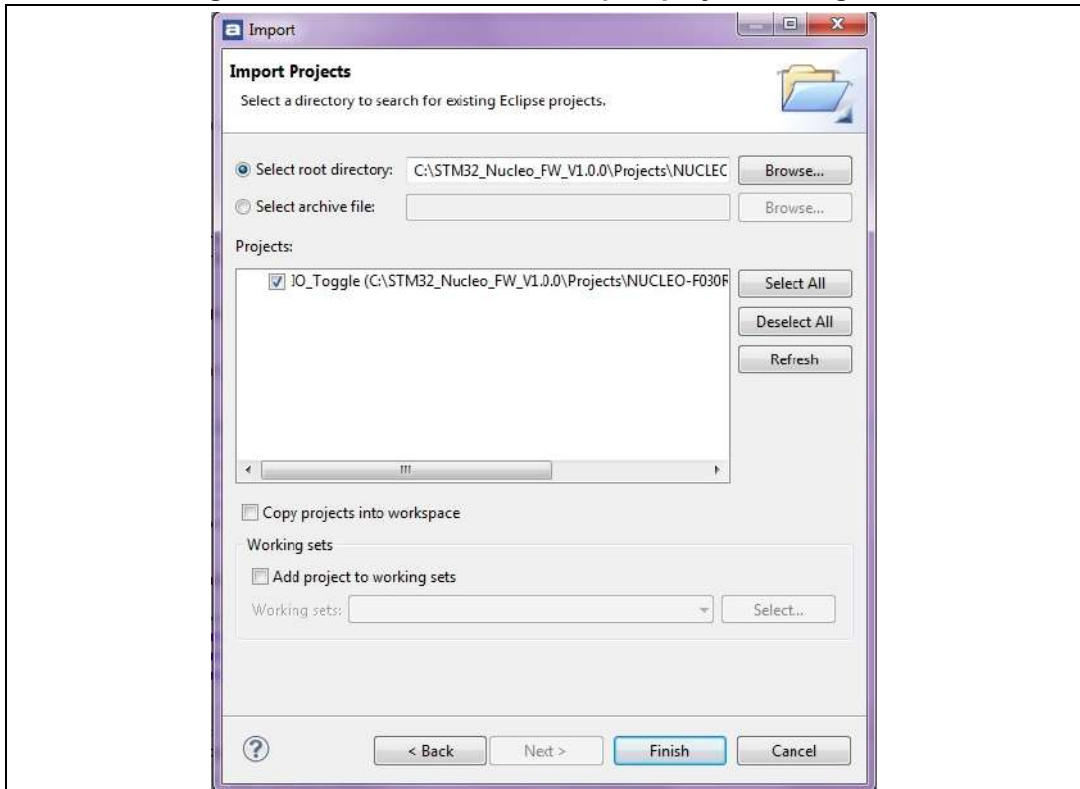 Import
Import Projects
Select a directory to search for existing Eclipse projects.
Select root directory: C:\STM32_Nucleo_FW_V1.0.0\Projects\NUCLEC Browse...
Select archive file: Browse...
Projects:
IO_Toggle (C:\STM32_Nucleo_FW_V1.0.0\Projects\NUCLEO-F030R Select All
Deselect All
Refresh
Copy projects into workspace
Working sets
Add project to working sets
Working sets: Select...
< Back Next > Finish Cancel